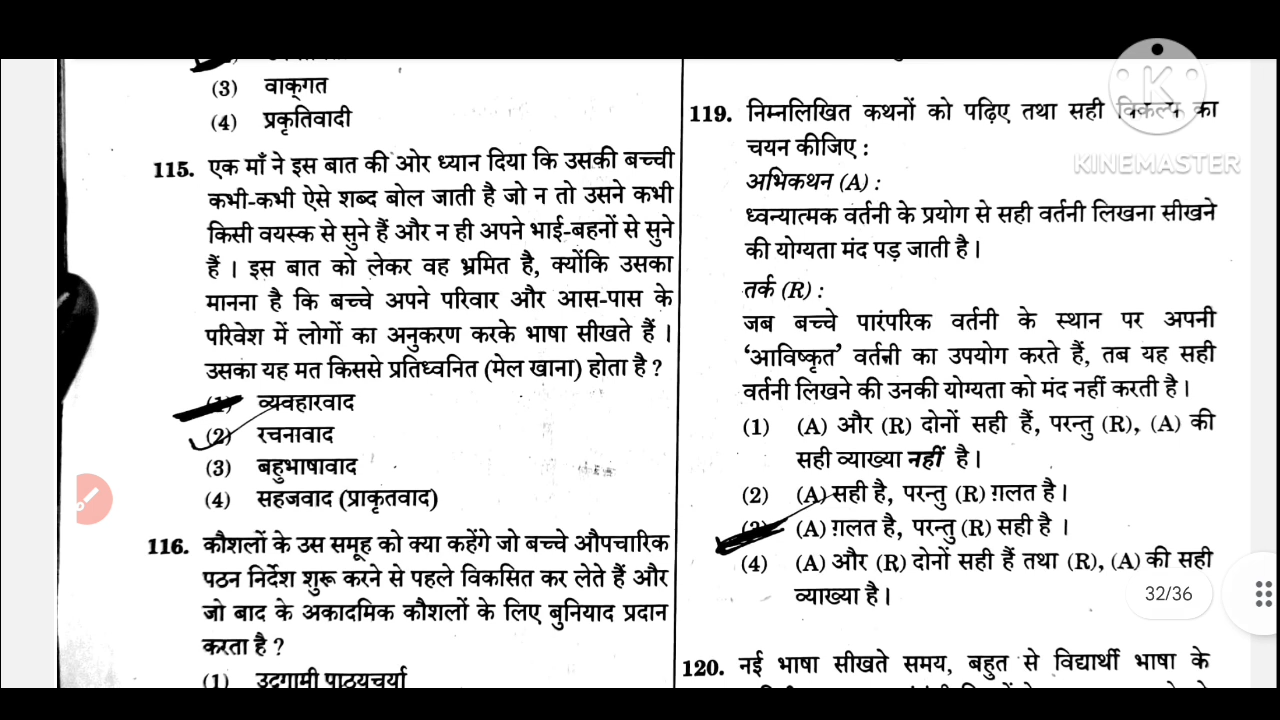 (3) वाक्‌गत
(4) प्रकृतिवादी
115. एक माँ ने इस बात की ओर ध्यान दिया कि उसकी बच्ची
कभी-कभी ऐसे शब्द बोल जाती है जो न तो उसने कभी
किसी वयस्क से सुने हैं और न ही अपने भाई-बहनों से सुने
हैं । इस बात को लेकर वह भ्रमित है, क्योंकि उसका
मानना है कि बच्चे अपने परिवार और आस-पास के
परिवेश में लोगों का अनुकरण करके भाषा सीखते हैं ।
उसका यह मत किससे प्रतिध्वनित (मेल खाना) होता है ?
(1) व्यवहारवाद
(2) रचनावाद
(3) बहुभाषावाद
(4) सहजवाद (प्राकृतवाद)
116. कौशलों के उस समूह को क्या कहेंगे जो बच्चे औपचारिक
पठन निर्देश शुरू करने से पहले विकसित कर लेते हैं और
जो बाद के अकादमिक कौशलों के लिए बुनियाद प्रदान
करता है ?
(1) उद्गामी पाठ्यचर्या
119. निम्नलिखित कथनों को पढ़िए तथा सही विकल्प का
चयन कीजिए :
अभिकथन (A) :
ध्वन्यात्मक वर्तनी के प्रयोग से सही वर्तनी लिखना सीखने
की योग्यता मंद पड़ जाती है ।
तर्क (R) :
जब बच्चे पारंपरिक वर्तनी के स्थान पर अपनी
‘आविष्कृत’ वर्तनी का उपयोग करते हैं, तब यह सही
वर्तनी लिखने की उनकी योग्यता को मंद नहीं करती है ।
(1) (A) और (R) दोनों सही हैं, परन्तु (R), (A) की
सही व्याख्या नहीं है ।
(2) (A) सही है, परन्तु (R) ग़लत है ।
(3) (A) ग़लत है, परन्तु (R) सही है ।
(4) (A) और (R) दोनों सही हैं तथा (R), (A) की सही
व्याख्या है ।
120. नई भाषा सीखते समय, बहुत से विद्यार्थी भाषा के
K
KINEMASTER
32/36